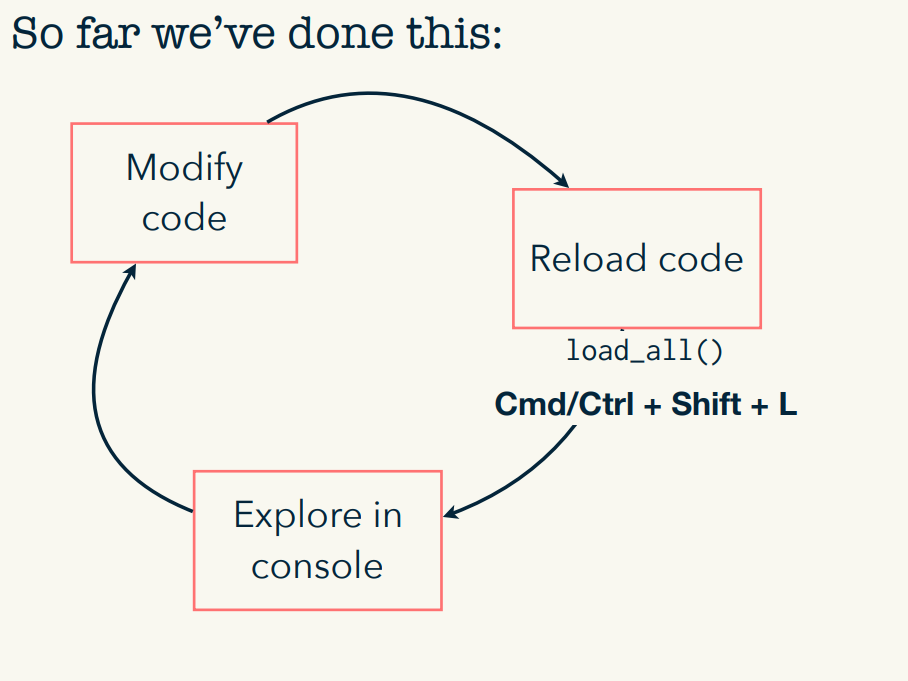 So far we’ve done this:
Modify
code
Reload code
load_all()
Cmd/Ctrl + Shift + L
Explore in
console